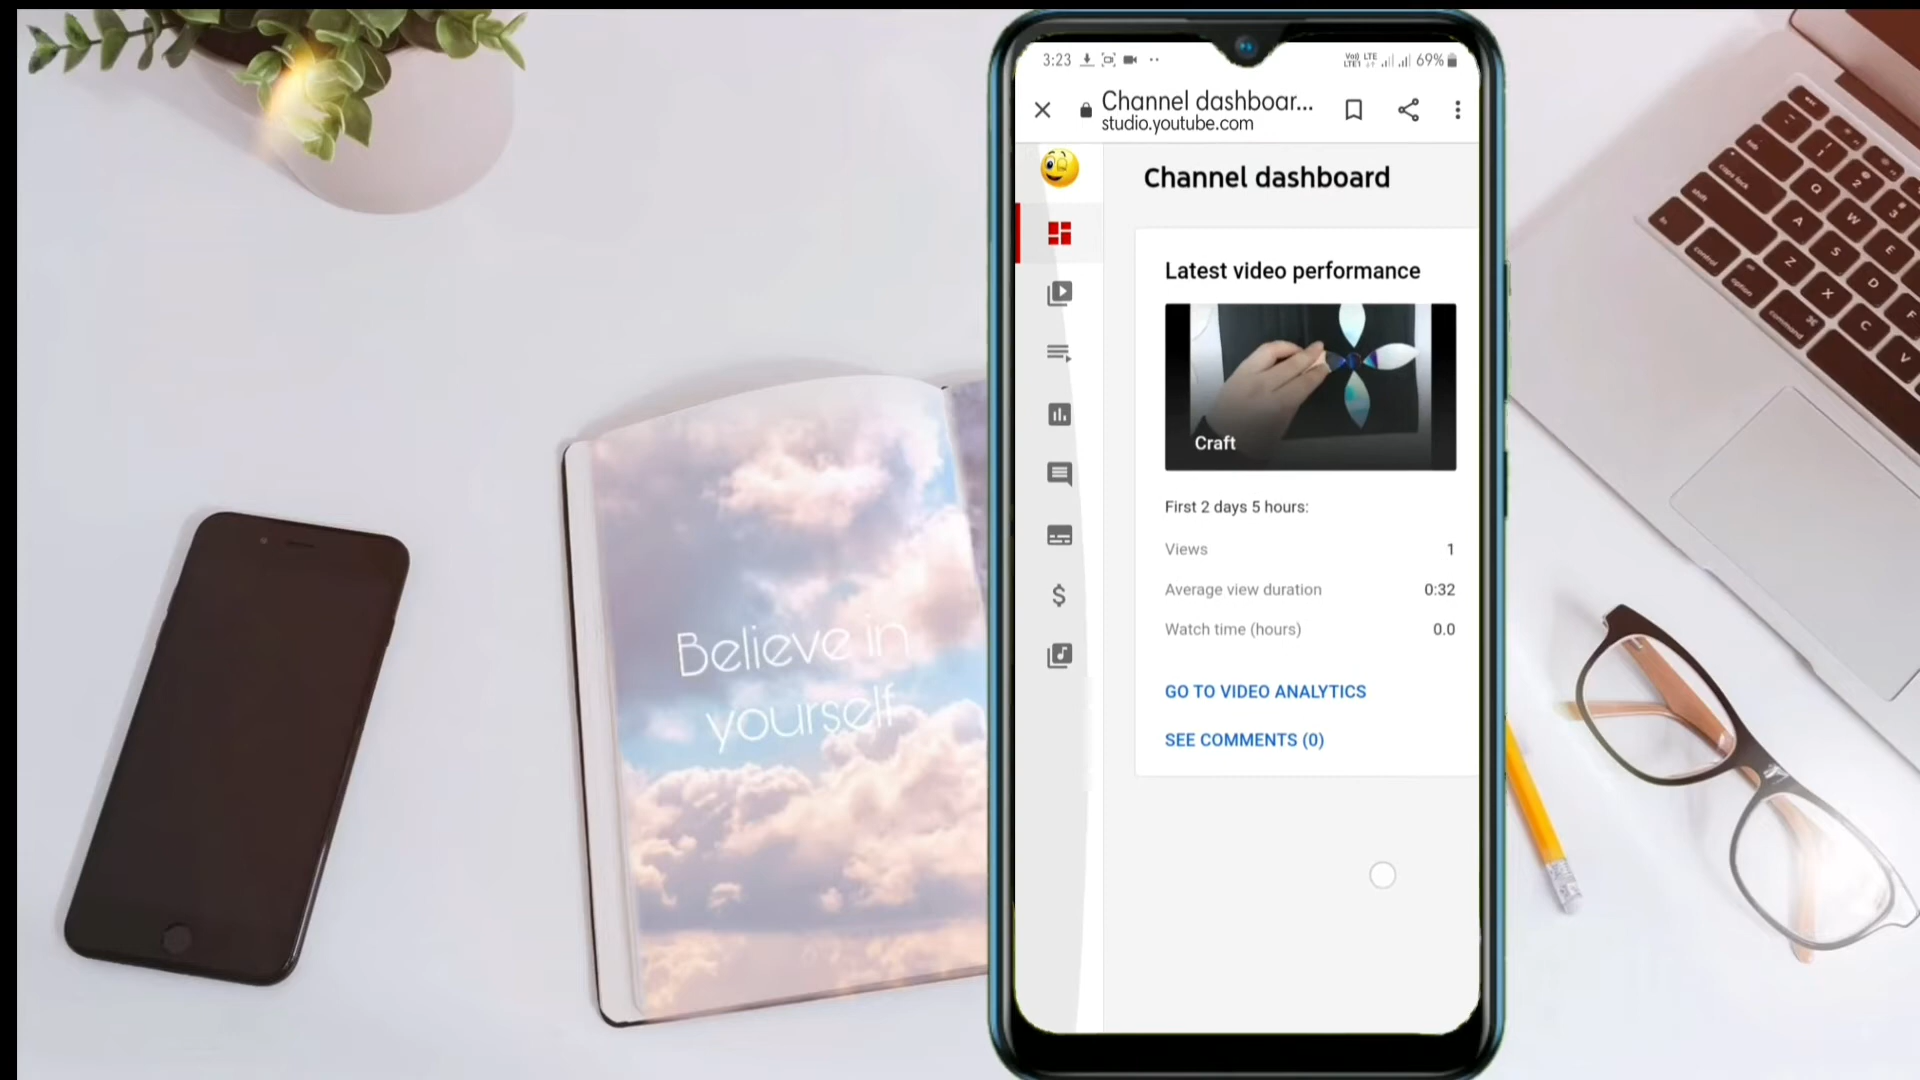 Believe in
yourself
3:23
69%
Channel dashboar...
studio.youtube.com
Channel dashboard
Latest video performance
Craft
First 2 days 5 hours:
Views 1
Average view duration 0:32
Watch time (hours) 0.0
GO TO VIDEO ANALYTICS
SEE COMMENTS (0)